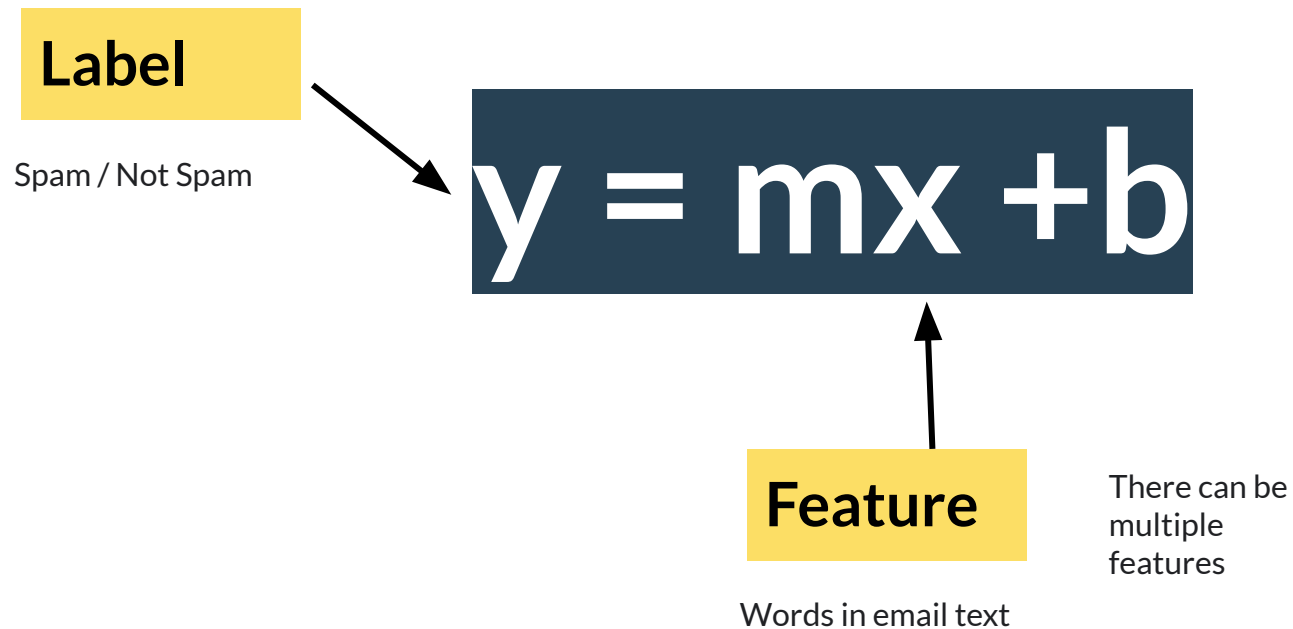 Label
Spam / Not Spam
y = mx +b
Feature
Words in email text
There can be
multiple
features